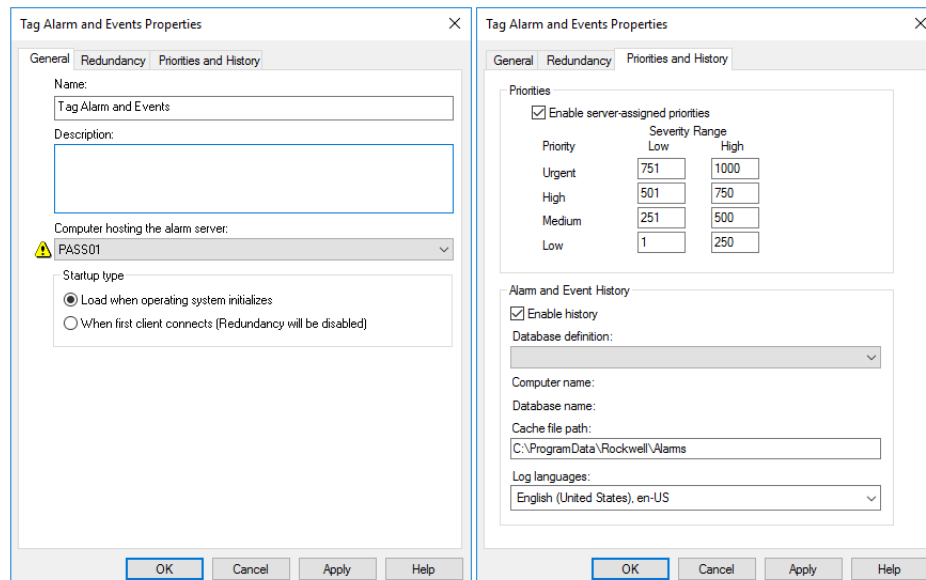 Tag Alarm and Events Properties
General Redundancy Priorities and History
Name:
Tag Alarm and Events
Description:
Computer hosting the alarm server:
PASS01
Startup type
Load when operating system initializes
When first client connects (Redundancy will be disabled)
OK Cancel Apply Help
Tag Alarm and Events Properties
General Redundancy Priorities and History
Priorities
Enable server-assigned priorities
Severity Range
Priority Low High
Urgent 751 1000
High 501 750
Medium 251 500
Low 1 250
Alarm and Event History
Enable history
Database definition:
Computer name:
Database name:
Cache file path:
C:\ProgramData\Rockwell\Alarms
Log languages:
English (United States), en-US
OK Cancel Apply Help